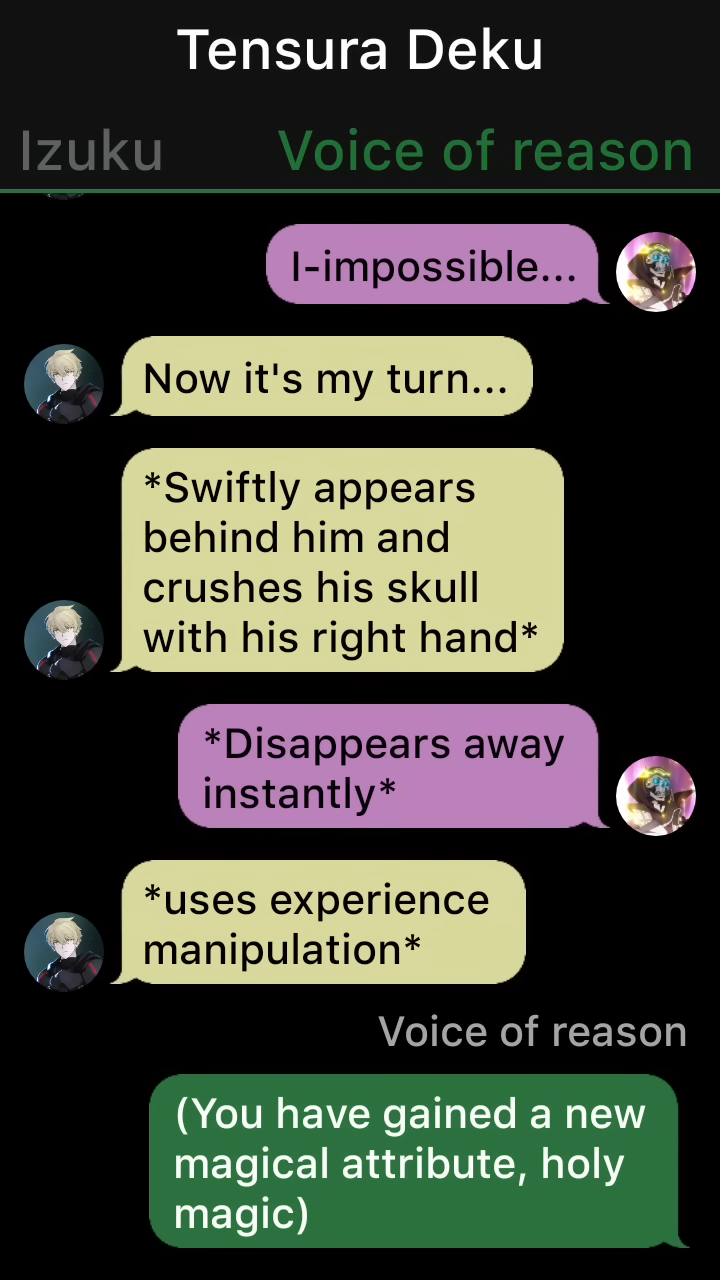 Tensura Deku
Izuku
Voice of reason
I-impossible...
Now it's my turn...
*Swiftly appears
behind him and
crushes his skull
with his right hand*
*Disappears away
instantly*
*uses experience
manipulation*
Voice of reason
(You have gained a new
magical attribute, holy
magic)